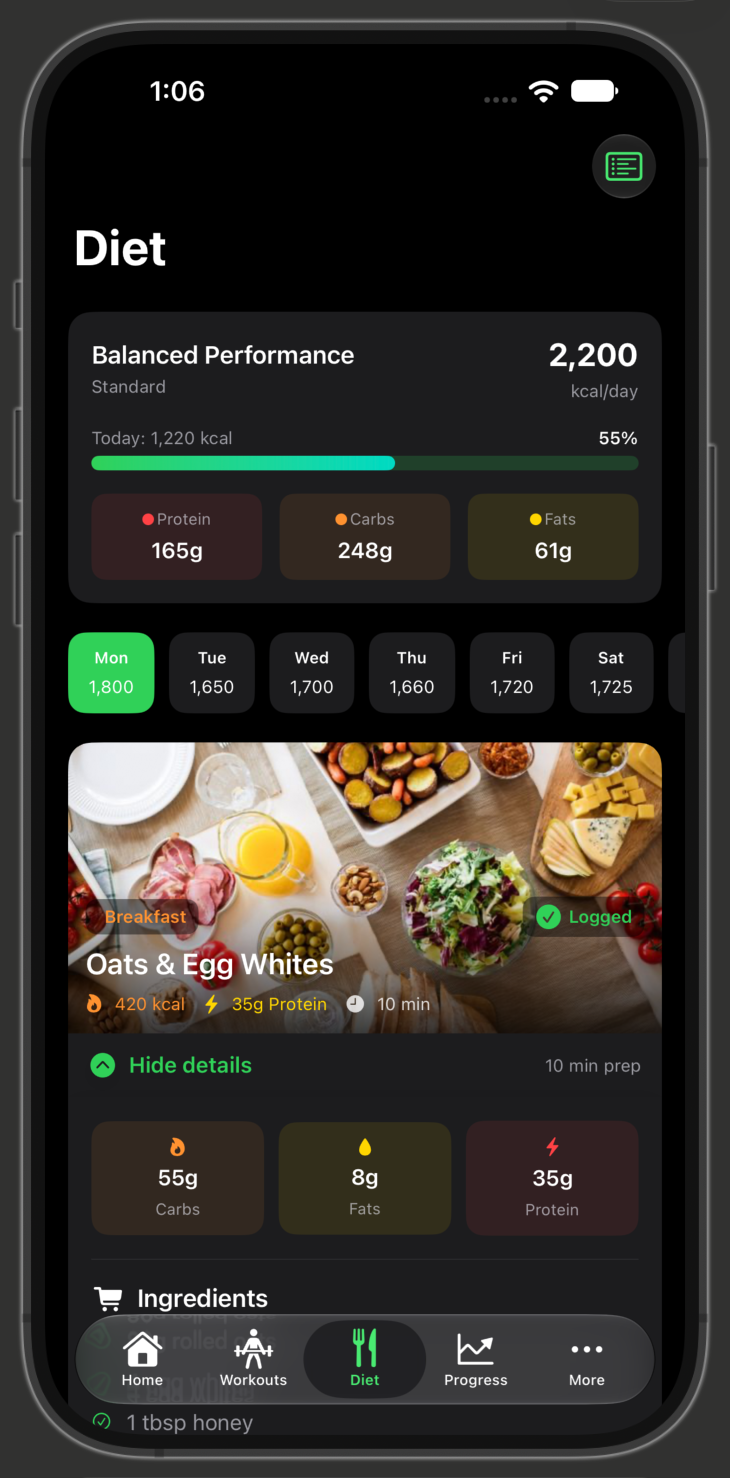 1:06
Diet
Balanced Performance
2,200
Standard
kcal/day
Today: 1,220 kcal
55%
Protein
Carbs
Fats
165g
248g
61g
Mon
Tue
Wed
Thu
Fri
Sat
1,800
1,650
1,700
1,660
1,720
1,725
Breakfast
Logged
Oats & Egg Whites
420 kcal
35g Protein
10 min
Hide details
10 min prep
55g
8g
35g
Carbs
Fats
Protein
Ingredients
rolled
Home
Workouts
Diet
Progress
More
1 tbsp honey